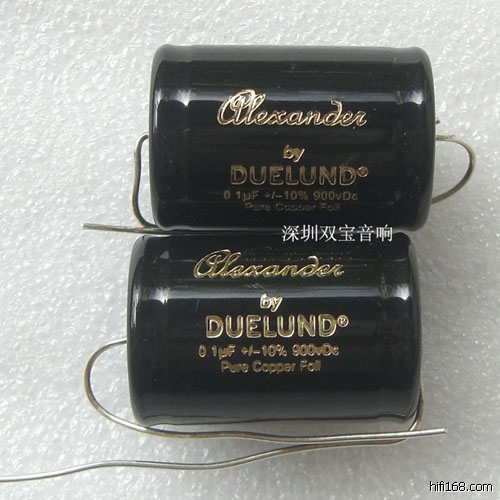 Alexander
by
DUELUND®
0 1µF +/-10% 900vDc
Pure Copper Foil
深圳双宝音响
Alexander
by
DUELUND®
0 1µF +/-10% 900vDc
Pure Copper Foil
hifi168.com